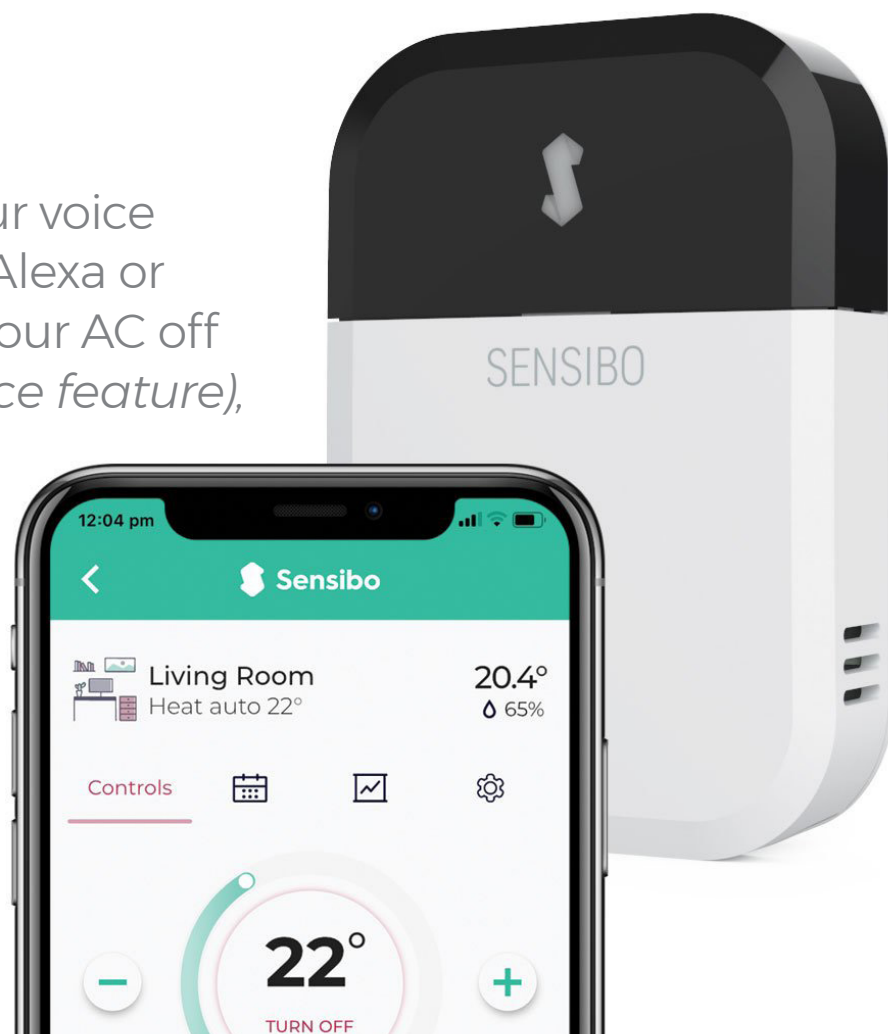 ur voice
Alexa or
our AC off
ce feature),
SENSIBO
12:04 pm
Sensibo
Living Room
20.4°
Heat auto 22°
65%
Controls
22°
TURN OFF